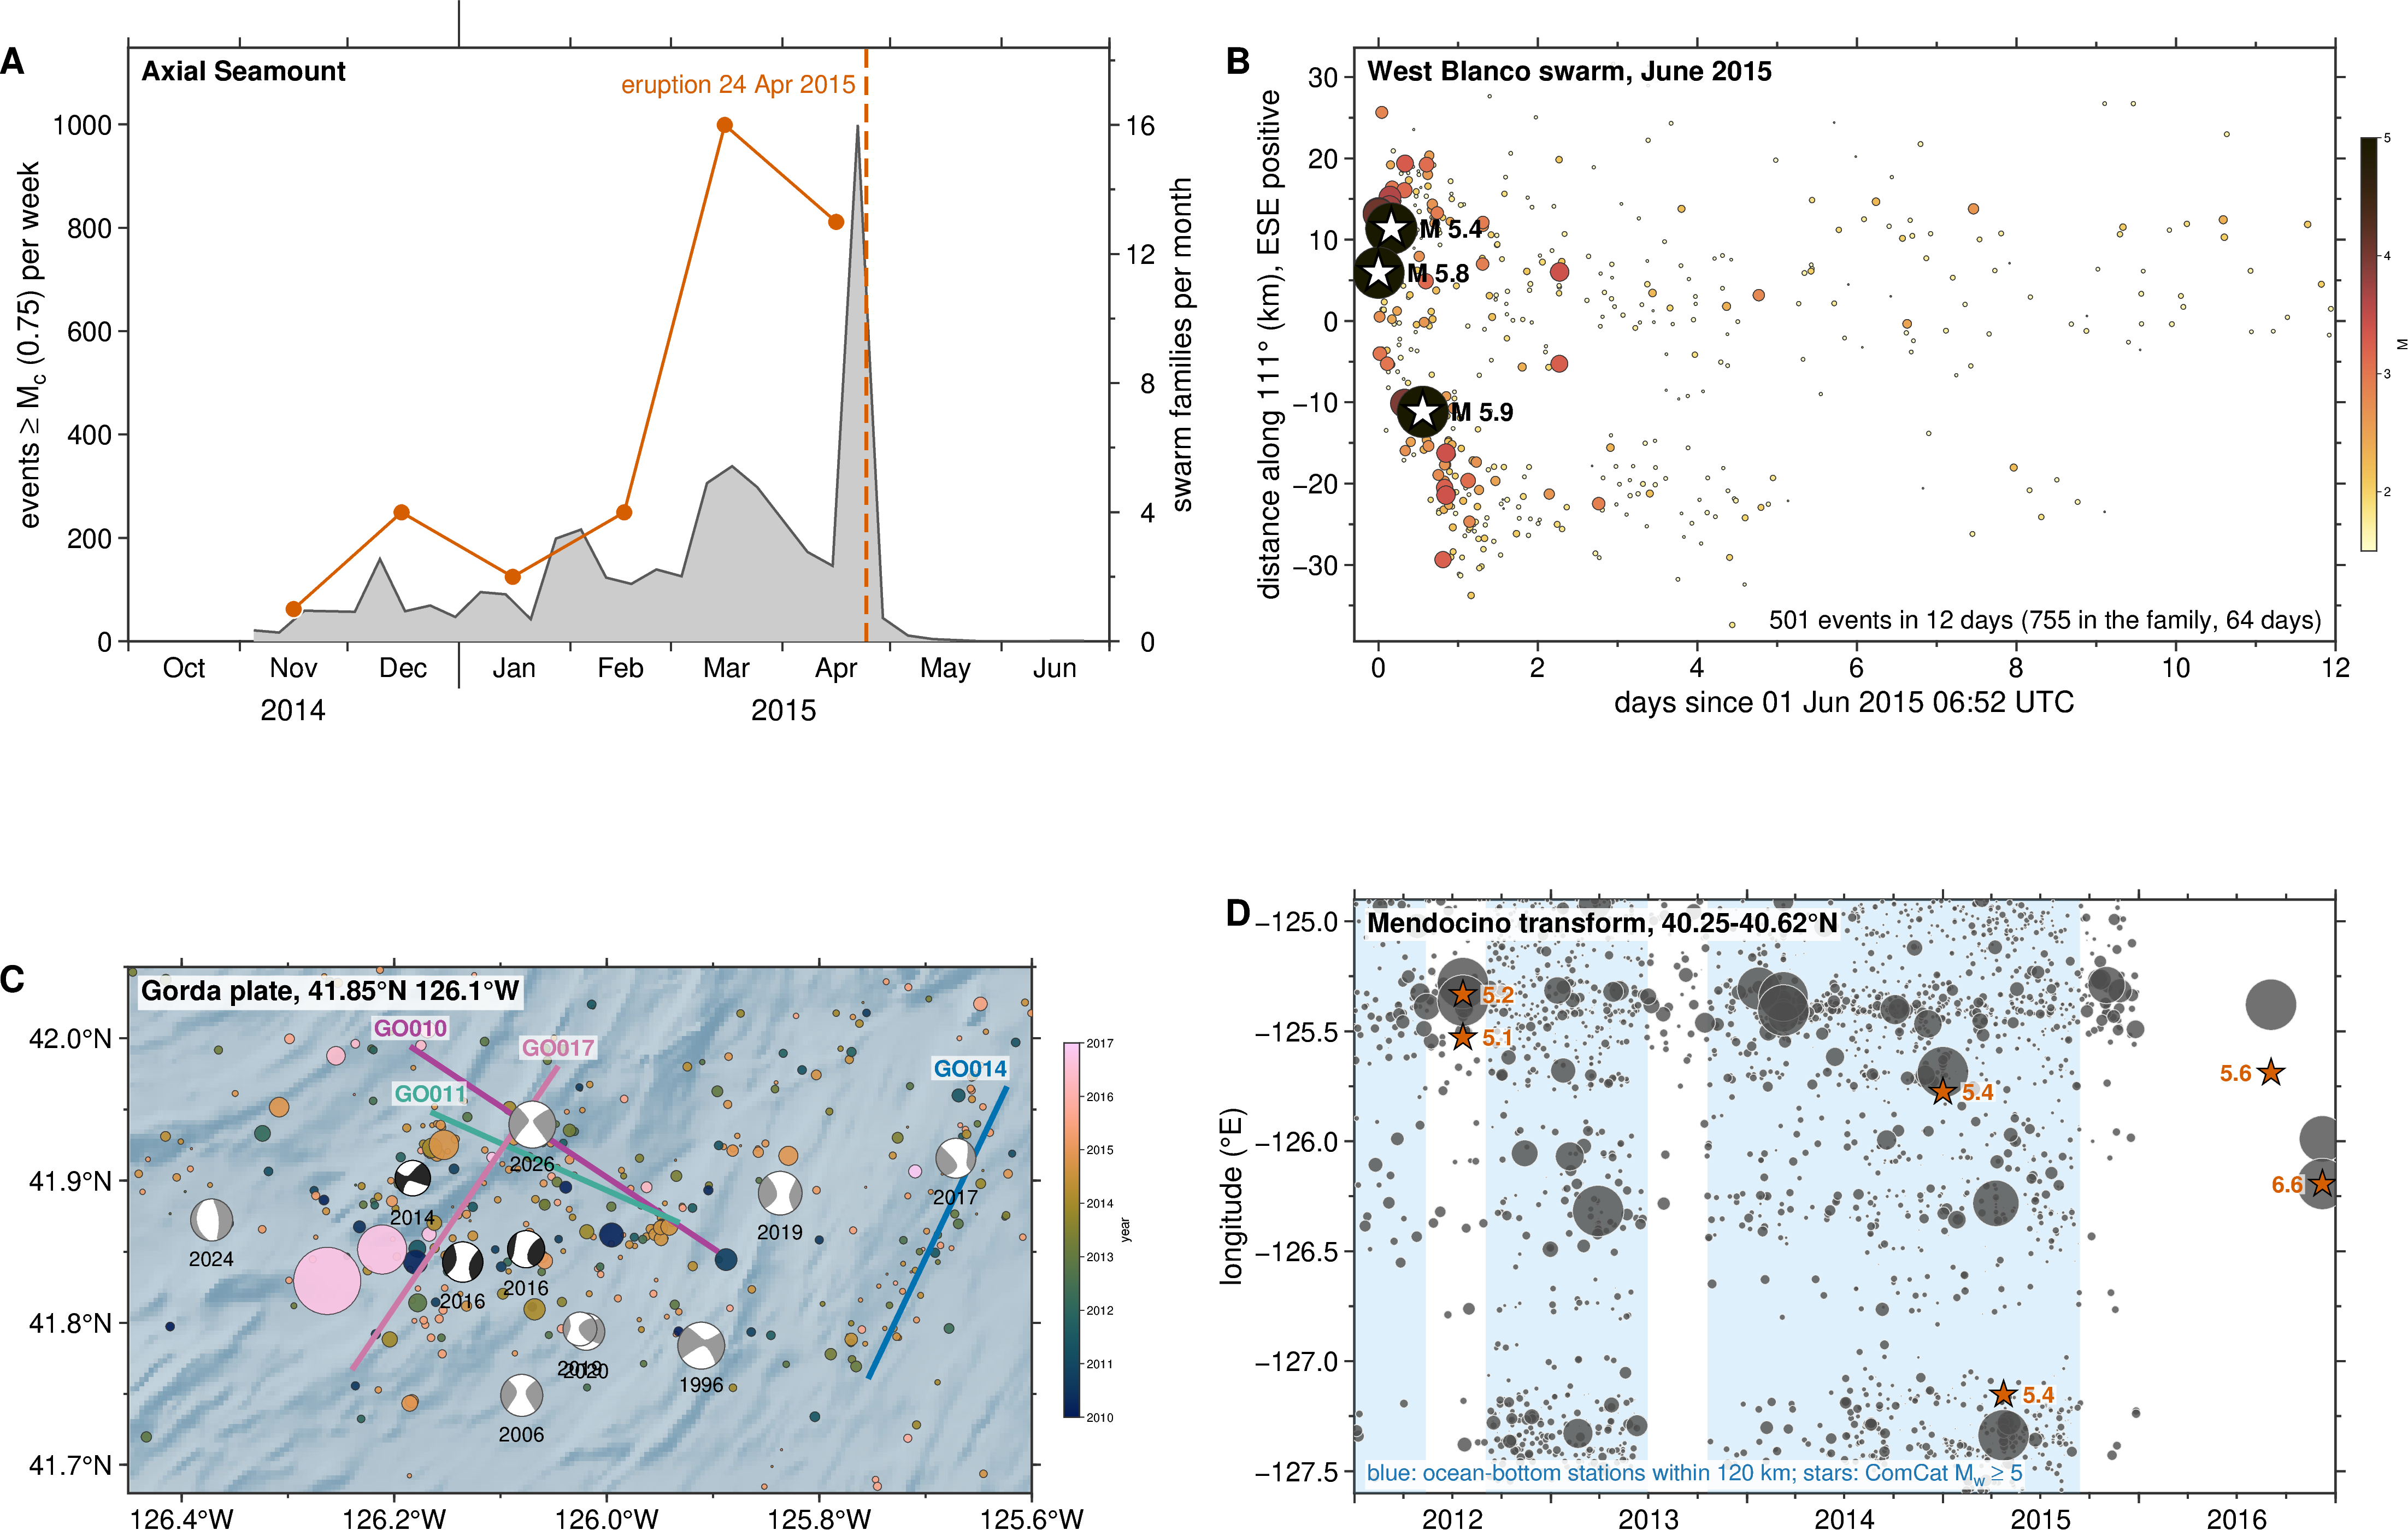 A
Axial Seamount
eruption 24 Apr 2015
events ≥ Mc (0.75) per week
1000
800
600
400
200
0
16
12
8
4
0
swarm families per month
Oct Nov Dec Jan Feb Mar Apr May Jun
2014 2015
B
West Blanco swarm, June 2015
distance along 111° (km), ESE positive
30
20
10
0
−10
−20
−30
M 5.4
M 5.8
M 5.9
501 events in 12 days (755 in the family, 64 days)
0 2 4 6 8 10 12
days since 01 Jun 2015 06:52 UTC
5
4
3
2
M
C
Gorda plate, 41.85°N 126.1°W
42.0°N
41.9°N
41.8°N
41.7°N
GO010
GO017
GO011
GO014
2026
2014
2017
2019
2024
2016
2016
2019
2020
1996
2006
126.4°W 126.2°W 126.0°W 125.8°W 125.6°W
2017
2016
2015
2014
2013
2012
2011
2010
year
D
Mendocino transform, 40.25-40.62°N
longitude (°E)
−125.0
−125.5
−126.0
−126.5
−127.0
−127.5
5.2
5.1
5.4
5.6
6.6
5.4
blue: ocean-bottom stations within 120 km; stars: ComCat Mw ≥ 5
2012 2013 2014 2015 2016